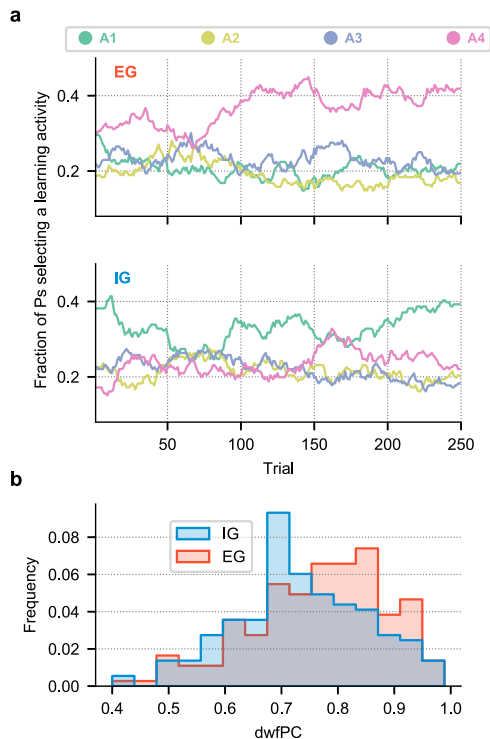 a
A1 A2 A3 A4
EG
0.4
0.2
IG
0.4
0.2
Fraction of Ps selecting a learning activity
50 100 150 200 250
Trial
b
IG
EG
0.08
0.06
0.04
0.02
0.00
Frequency
0.4 0.5 0.6 0.7 0.8 0.9 1.0
dwfPC